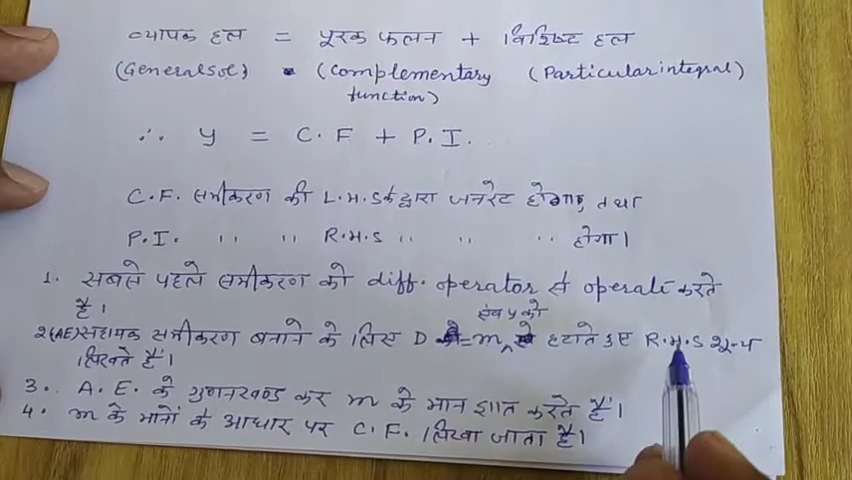 व्यापक हल = पूरक फलन + विशिष्ट हल
(General sol) (Complementary function) (Particular integral)
∴ y = C.F + P.I.
C.F. समीकरण की L.H.S के द्वारा जनरेट होगा, तथा
P.I. " " R.H.S " " " होगा।
1. सबसे पहले समीकरण को diff. operator से operate करते
है।
2(AE) सहायक समीकरण बनाने के लिए D = m, एवं y को हटाते हुए R.H.S शून्य
लिखते है।
3. A.E. के गुणनखण्ड कर m के मान ज्ञात करते है।
4. m के मानों के आधार पर C.F. लिखा जाता है।